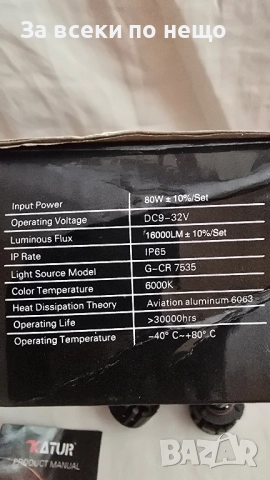 За всеки по нещо
Input Power 80W ± 10%/Set
Operating Voltage DC9-32V
Luminous Flux 16000LM ± 10%/Set
IP Rate IP65
Light Source Model G-CR 7535
Color Temperature 6000K
Heat Dissipation Theory Aviation aluminum 6063
Operating Life >30000hrs
Operating Temperature -40° C~+80° C
KATUR
PRODUCT MANUAL
bazar